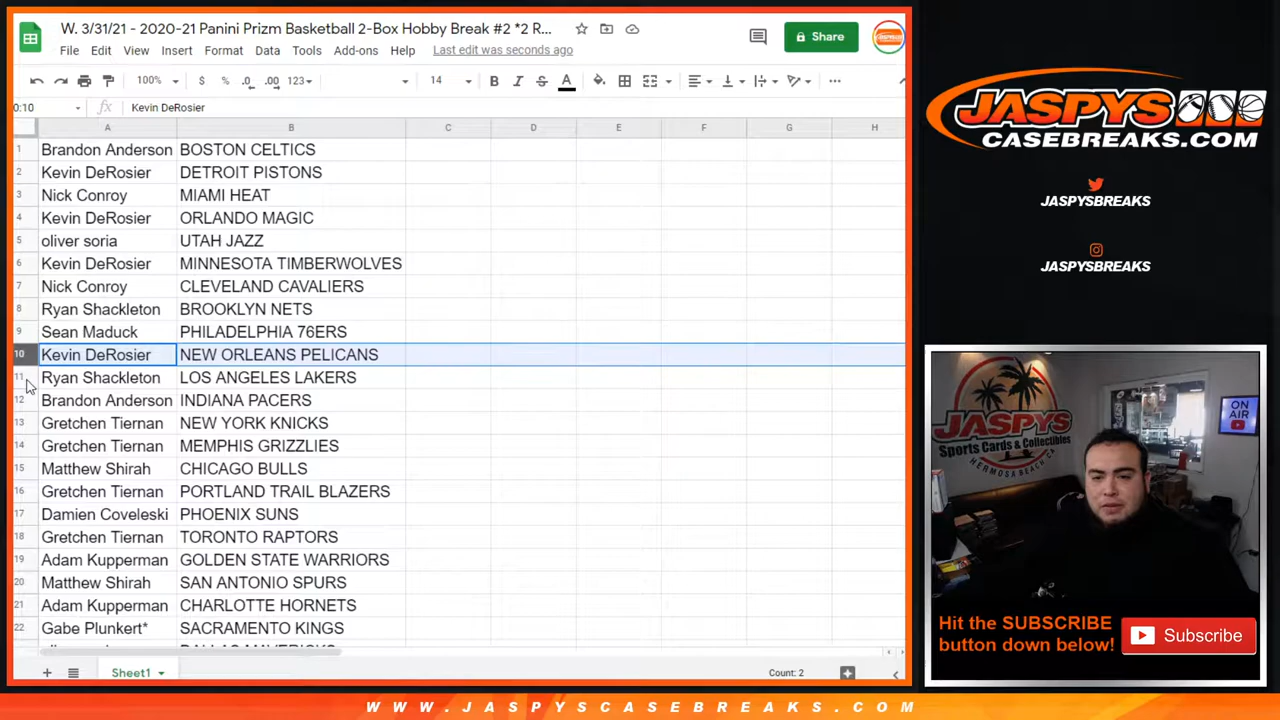 W. 3/31/21 - 2020-21 Panini Prizm Basketball 2-Box Hobby Break #2 *2 R...
Share
File Edit View Insert Format Data Tools Add-ons Help Last edit was seconds ago
100% $ % .0 .00 123 14 B I S A
0:10 fx Kevin DeRosier
A B C D E F G H
1 Brandon Anderson BOSTON CELTICS
2 Kevin DeRosier DETROIT PISTONS
3 Nick Conroy MIAMI HEAT
4 Kevin DeRosier ORLANDO MAGIC
5 oliver soria UTAH JAZZ
6 Kevin DeRosier MINNESOTA TIMBERWOLVES
7 Nick Conroy CLEVELAND CAVALIERS
8 Ryan Shackleton BROOKLYN NETS
9 Sean Maduck PHILADELPHIA 76ERS
10 Kevin DeRosier NEW ORLEANS PELICANS
11 Ryan Shackleton LOS ANGELES LAKERS
12 Brandon Anderson INDIANA PACERS
13 Gretchen Tiernan NEW YORK KNICKS
14 Gretchen Tiernan MEMPHIS GRIZZLIES
15 Matthew Shirah CHICAGO BULLS
16 Gretchen Tiernan PORTLAND TRAIL BLAZERS
17 Damien Coveleski PHOENIX SUNS
18 Gretchen Tiernan TORONTO RAPTORS
19 Adam Kupperman GOLDEN STATE WARRIORS
20 Matthew Shirah SAN ANTONIO SPURS
21 Adam Kupperman CHARLOTTE HORNETS
22 Gabe Plunkert* SACRAMENTO KINGS
Sheet1
Count: 2
JASPYS
CASEBREAKS.COM
JASPYSBREAKS
JASPYSBREAKS
JASPYS
Sports Cards & Collectibles
HERMOSA BEACH CA
ON AIR
Hit the SUBSCRIBE
button down below!
Subscribe
WWW.JASPYSCASEBREAKS.COM